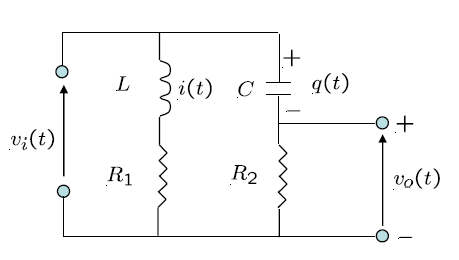 +
L i(t) C q(t)
−
+
v_i(t)
R_1 R_2 v_o(t)
−